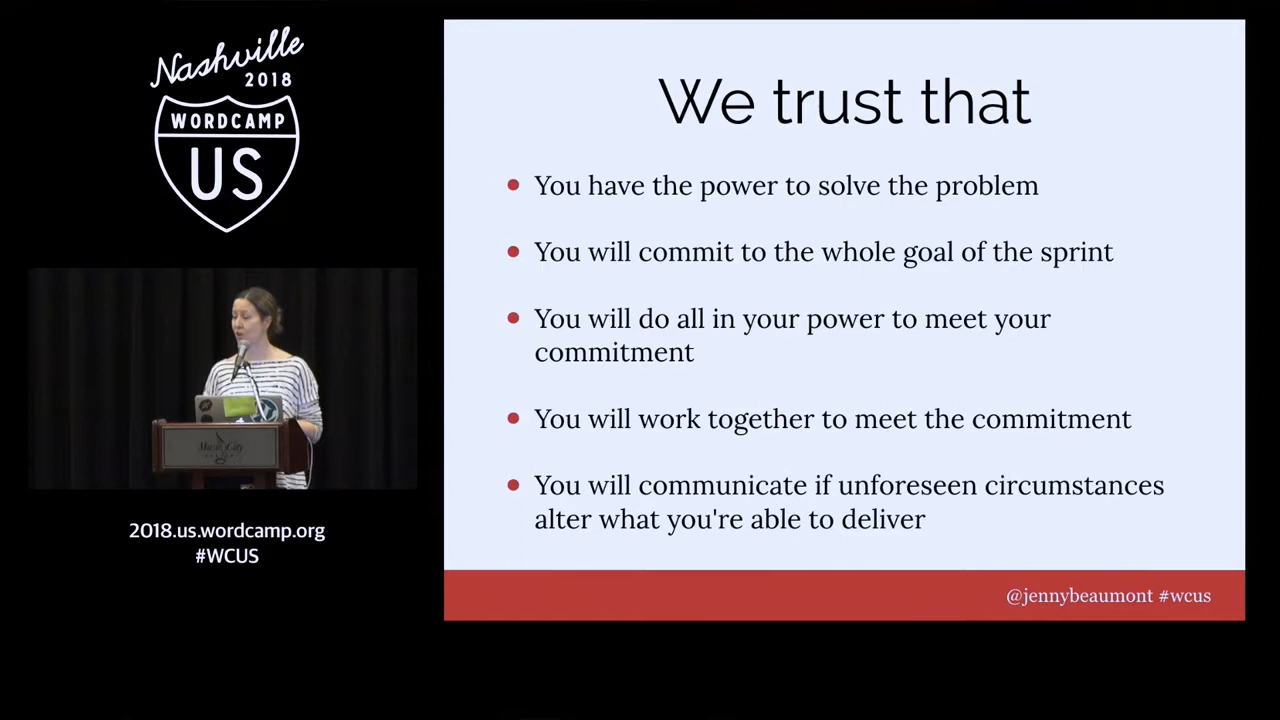 Nashville
2018
WORDCAMP
US
We trust that
You have the power to solve the problem
You will commit to the whole goal of the sprint
You will do all in your power to meet your
commitment
You will work together to meet the commitment
You will communicate if unforeseen circumstances
alter what you're able to deliver
@jennybeaumont #wcus
Music City
2018.us.wordcamp.org
#WCUS